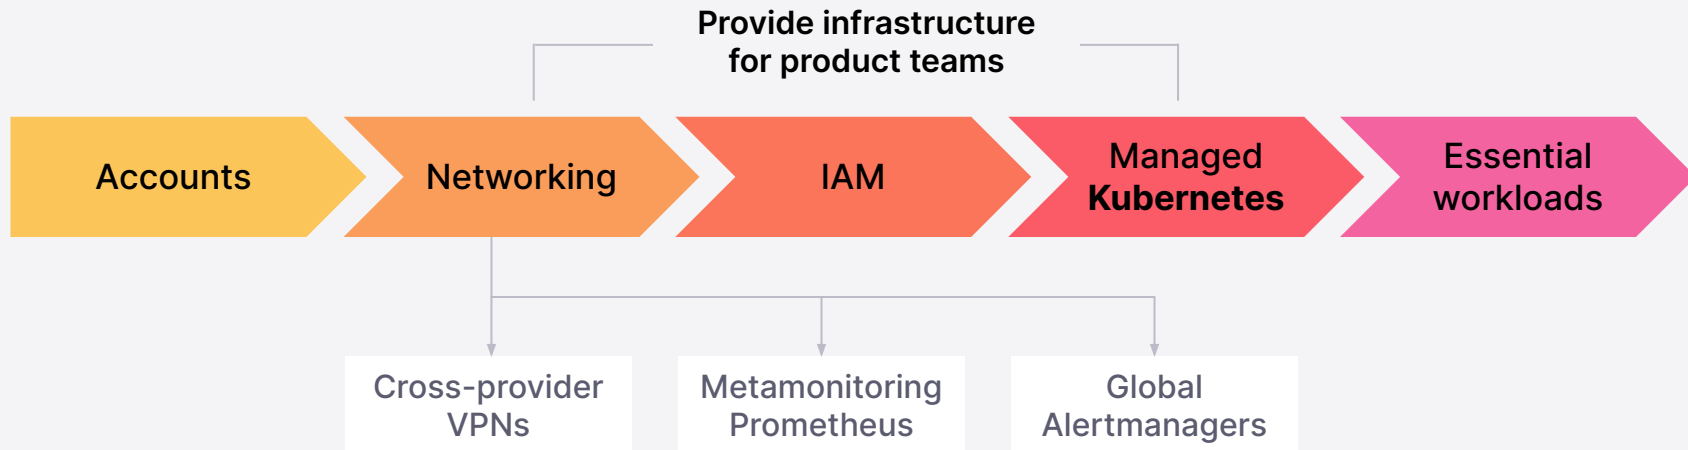 Provide infrastructure
for product teams
Accounts
Networking
IAM
Managed
Kubernetes
Essential
workloads
Cross-provider
VPNs
Metamonitoring
Prometheus
Global
Alertmanagers